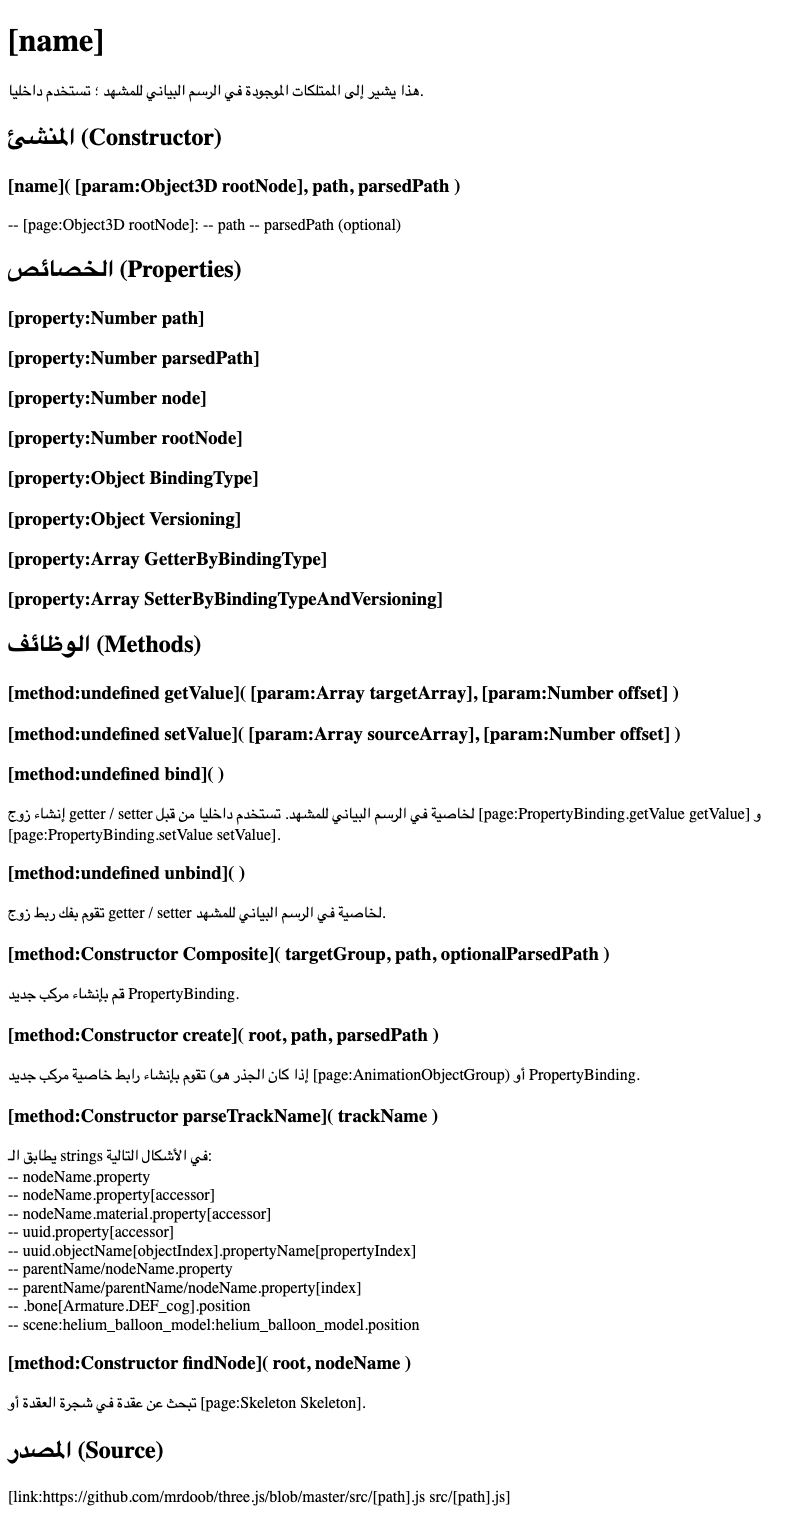 [name]
هذا يشير إلى الممتلكات الموجودة في الرسم البياني للمشهد ؛ تستخدم داخليا.
المنشئ (Constructor)
[name]( [param:Object3D rootNode], path, parsedPath )
-- [page:Object3D rootNode]: -- path -- parsedPath (optional)
الخصائص (Properties)
[property:Number path]
[property:Number parsedPath]
[property:Number node]
[property:Number rootNode]
[property:Object BindingType]
[property:Object Versioning]
[property:Array GetterByBindingType]
[property:Array SetterByBindingTypeAndVersioning]
الوظائف (Methods)
[method:undefined getValue]( [param:Array targetArray], [param:Number offset] )
[method:undefined setValue]( [param:Array sourceArray], [param:Number offset] )
[method:undefined bind]( )
إنشاء زوج getter / setter لخاصية في الرسم البياني للمشهد. تستخدم داخليا من قبل [page:PropertyBinding.getValue getValue] و
[page:PropertyBinding.setValue setValue].
[method:undefined unbind]( )
تقوم بفك ربط زوج getter / setter لخاصية في الرسم البياني للمشهد.
[method:Constructor Composite]( targetGroup, path, optionalParsedPath )
قم بإنشاء مركب جديد PropertyBinding.
[method:Constructor create]( root, path, parsedPath )
تقوم بإنشاء رابط خاصية مركب جديد (إذا كان الجذر هو [page:AnimationObjectGroup) أو PropertyBinding.
[method:Constructor parseTrackName]( trackName )
يطابق الـ strings في الأشكال التالية:
-- nodeName.property
-- nodeName.property[accessor]
-- nodeName.material.property[accessor]
-- uuid.property[accessor]
-- uuid.objectName[objectIndex].propertyName[propertyIndex]
-- parentName/nodeName.property
-- parentName/parentName/nodeName.property[index]
-- .bone[Armature.DEF_cog].position
-- scene:helium_balloon_model:helium_balloon_model.position
[method:Constructor findNode]( root, nodeName )
تبحث عن عقدة في شجرة العقدة أو [page:Skeleton Skeleton].
المصدر (Source)
[link:https://github.com/mrdoob/three.js/blob/master/src/[path].js src/[path].js]